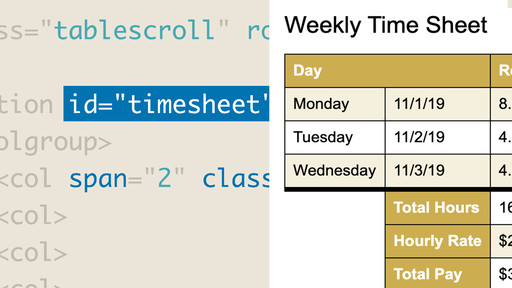 ss="tablescroll" ro
tion id="timesheet"
olgroup>
<col span="2" class
<col>
<col>
<col>
Weekly Time Sheet
Day
Monday 11/1/19 8.
Tuesday 11/2/19 4.
Wednesday 11/3/19 4.
Total Hours 16
Hourly Rate $2
Total Pay $3